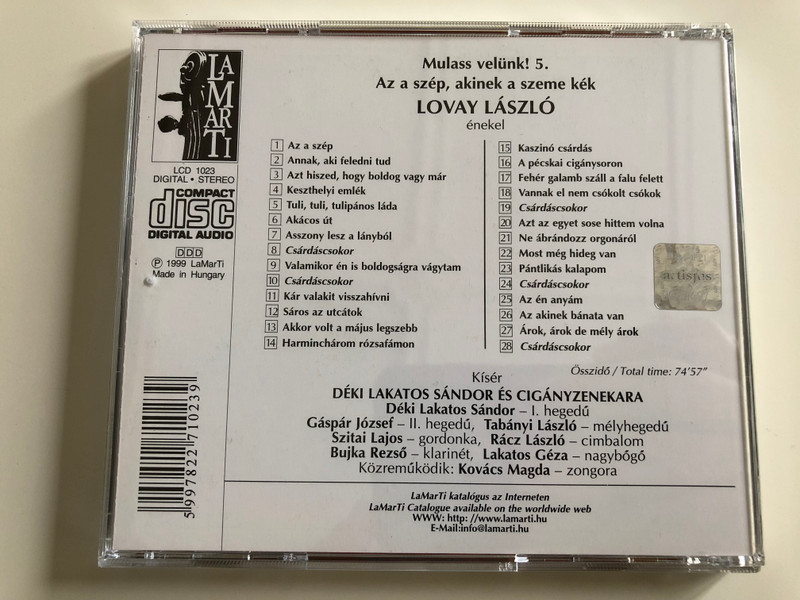 LA
MAR
TI
LCD 1023
DIGITAL • STEREO
COMPACT
disc
DIGITAL AUDIO
DDD
Ⓟ 1999 LaMarTi
Made in Hungary
5 997822 710239
Mulass velünk! 5.
Az a szép, akinek a szeme kék
LOVAY LÁSZLÓ
énekel
1 Az a szép
2 Annak, aki feledni tud
3 Azt hiszed, hogy boldog vagy már
4 Keszthelyi emlék
5 Tuli, tuli, tulipános láda
6 Akácos út
7 Asszony lesz a lányból
8 Csárdáscsokor
9 Valamikor én is boldogságra vágytam
10 Csárdáscsokor
11 Kár valakit visszahívni
12 Sáros az utcátok
13 Akkor volt a május legszebb
14 Harminchárom rózsafámon
15 Kaszinó csárdás
16 A pécskai cigánysoron
17 Fehér galamb száll a falu felett
18 Vannak el nem csókolt csókok
19 Csárdáscsokor
20 Azt az egyet sose hittem volna
21 Ne ábrándozz orgonáról
22 Most még hideg van
23 Pántlikás kalapom
24 Csárdáscsokor
25 Az én anyám
26 Az akinek bánata van
27 Árok, árok de mély árok
28 Csárdáscsokor
artisjus
Összidő / Total time: 74'57"
Kísér
DÉKI LAKATOS SÁNDOR ÉS CIGÁNYZENEKARA
Déki Lakatos Sándor – I. hegedű
Gáspár József – II. hegedű, Tabányi László – mélyhegedű
Szitai Lajos – gordonka, Rácz László – cimbalom
Bujka Rezső – klarinét, Lakatos Géza – nagybőgő
Közreműködik: Kovács Magda – zongora
LaMarTi katalógus az Interneten
LaMarTi Catalogue available on the worldwide web
WWW: http: //www.lamarti.hu
E-Mail:info@lamarti.hu